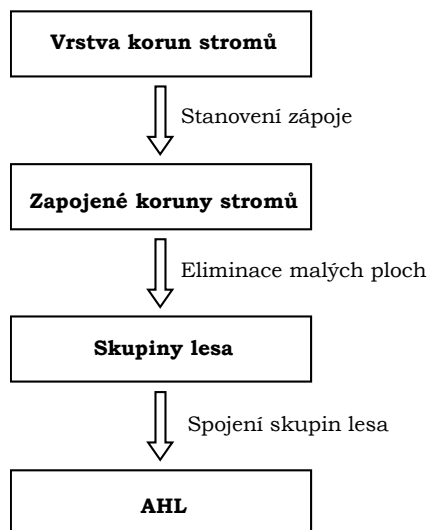 Vrstva korun stromů
Stanovení zápoje
Zapojené koruny stromů
Eliminace malých ploch
Skupiny lesa
Spojení skupin lesa
AHL